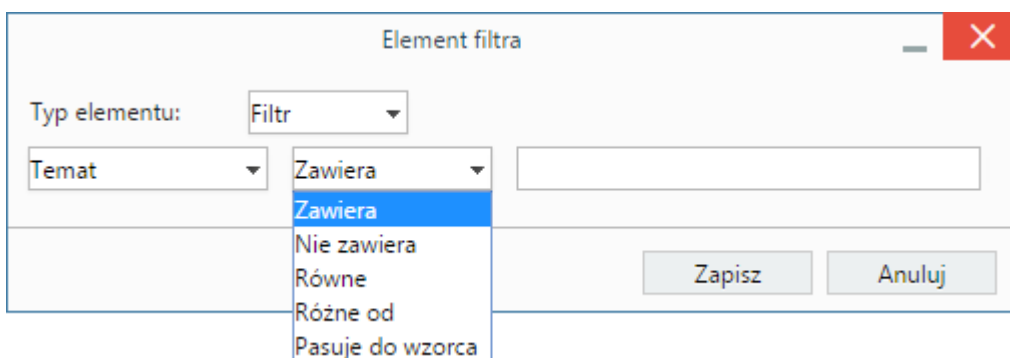 Element filtra
Typ elementu: Filtr
Temat Zawiera
Zawiera
Nie zawiera
Równe
Różne od
Pasuje do wzorca
Zapisz Anuluj